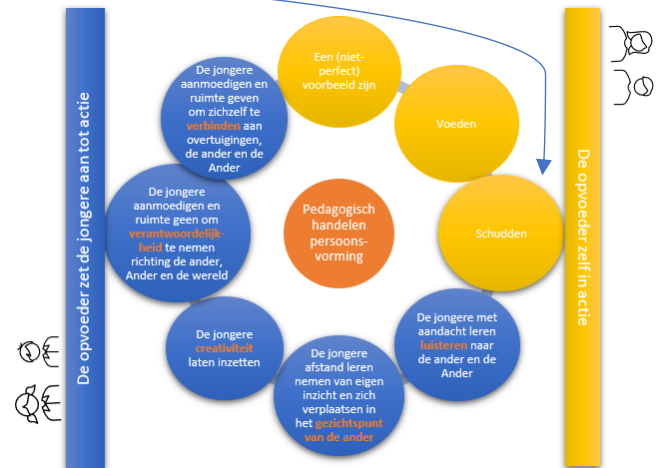 De opvoeder zet de jongere aan tot actie
Een (niet-
perfect)
voorbeeld zijn
Voeden
Schudden
De jongere met
aandacht leren
luisteren naar
de ander en de
Ander
De jongere
afstand leren
nemen van eigen
inzicht en zich
verplaatsen in
het gezichtspunt
van de ander
De jongere
creativiteit
laten inzetten
De jongere
aanmoedigen en
ruimte geen om
verantwoordelijk-
heid te nemen
richting de ander,
Ander en de wereld
De jongere
aanmoedigen en
ruimte geven
om zichzelf te
verbinden aan
overtuigingen,
de ander en de
Ander
Pedagogisch
handelen
persoons-
vorming
De opvoeder zelf in actie